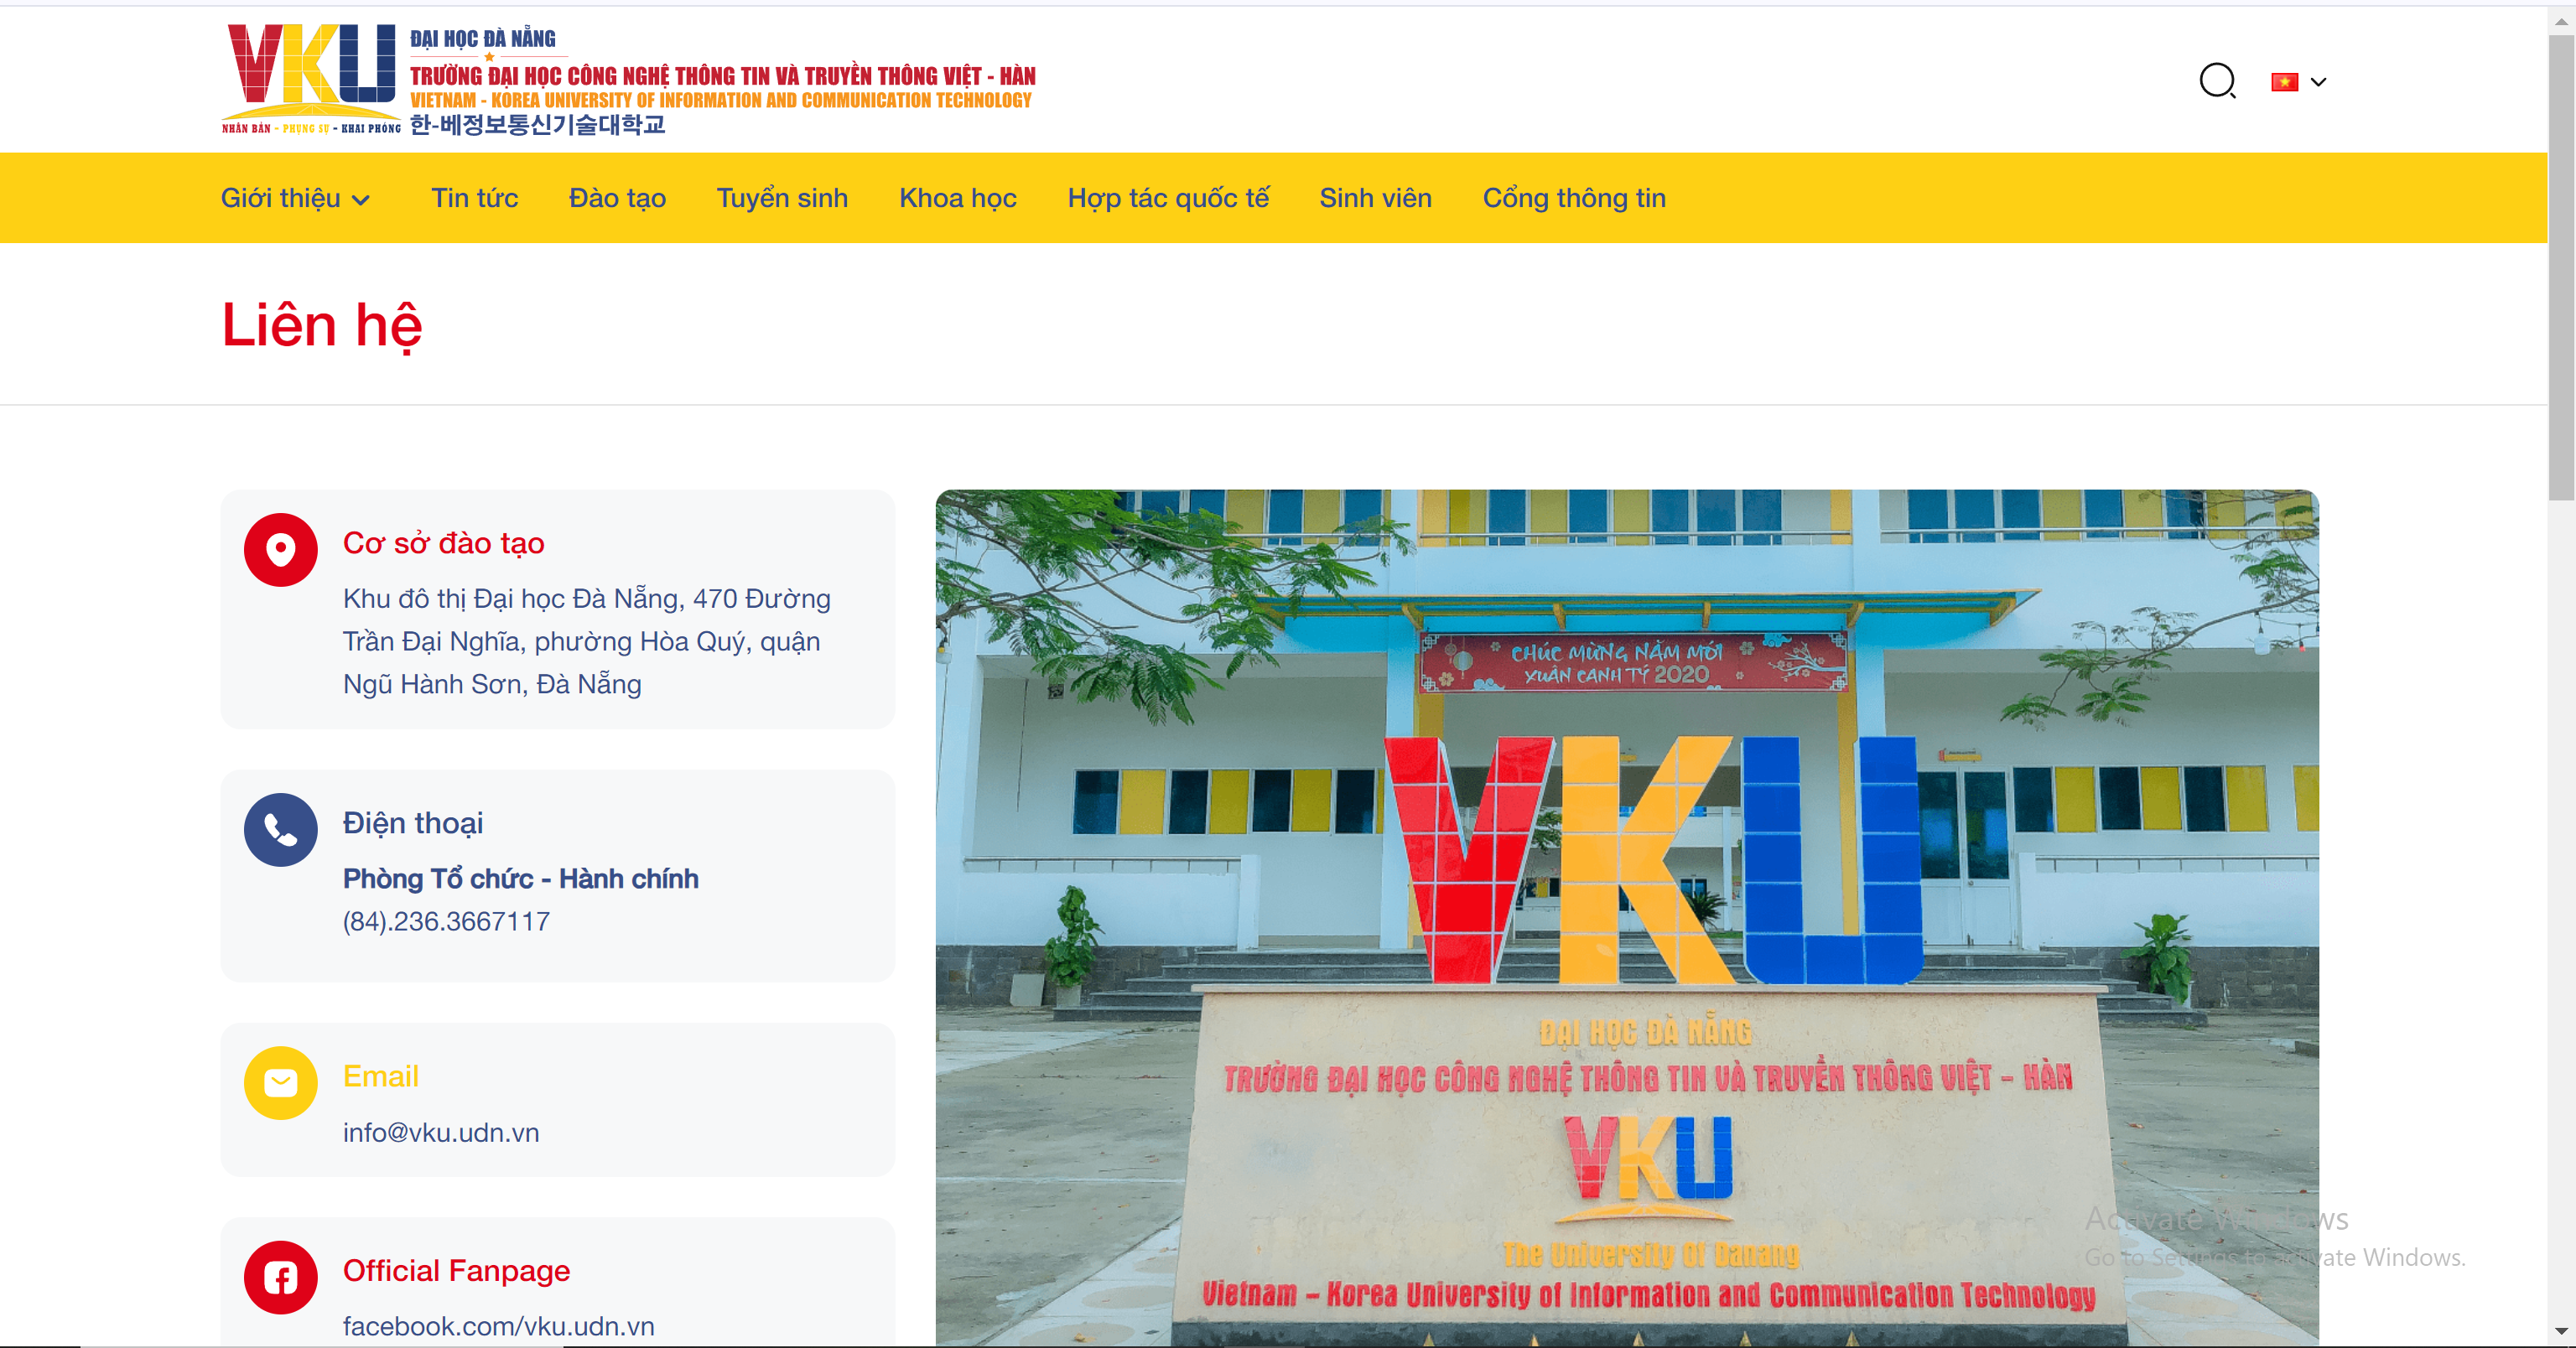 VKU
NHÂN BẢN - PHỤNG SỰ - KHAI PHÓNG
ĐẠI HỌC ĐÀ NẴNG
TRƯỜNG ĐẠI HỌC CÔNG NGHỆ THÔNG TIN VÀ TRUYỀN THÔNG VIỆT - HÀN
VIETNAM - KOREA UNIVERSITY OF INFORMATION AND COMMUNICATION TECHNOLOGY
한-베정보통신기술대학교
Giới thiệu Tin tức Đào tạo Tuyển sinh Khoa học Hợp tác quốc tế Sinh viên Cổng thông tin
Liên hệ
Cơ sở đào tạo
Khu đô thị Đại học Đà Nẵng, 470 Đường
Trần Đại Nghĩa, phường Hòa Quý, quận
Ngũ Hành Sơn, Đà Nẵng
Điện thoại
Phòng Tổ chức - Hành chính
(84).236.3667117
Email
info@vku.udn.vn
Official Fanpage
facebook.com/vku.udn.vn
CHÚC MỪNG NĂM MỚI
XUÂN CANH TÝ 2020
VKU
ĐẠI HỌC ĐÀ NẴNG
TRƯỜNG ĐẠI HỌC CÔNG NGHỆ THÔNG TIN VÀ TRUYỀN THÔNG VIỆT – HÀN
VKU
The University Of Danang
Vietnam – Korea University of Information and Communication Technology
Activate Windows
Go to Settings to activate Windows.